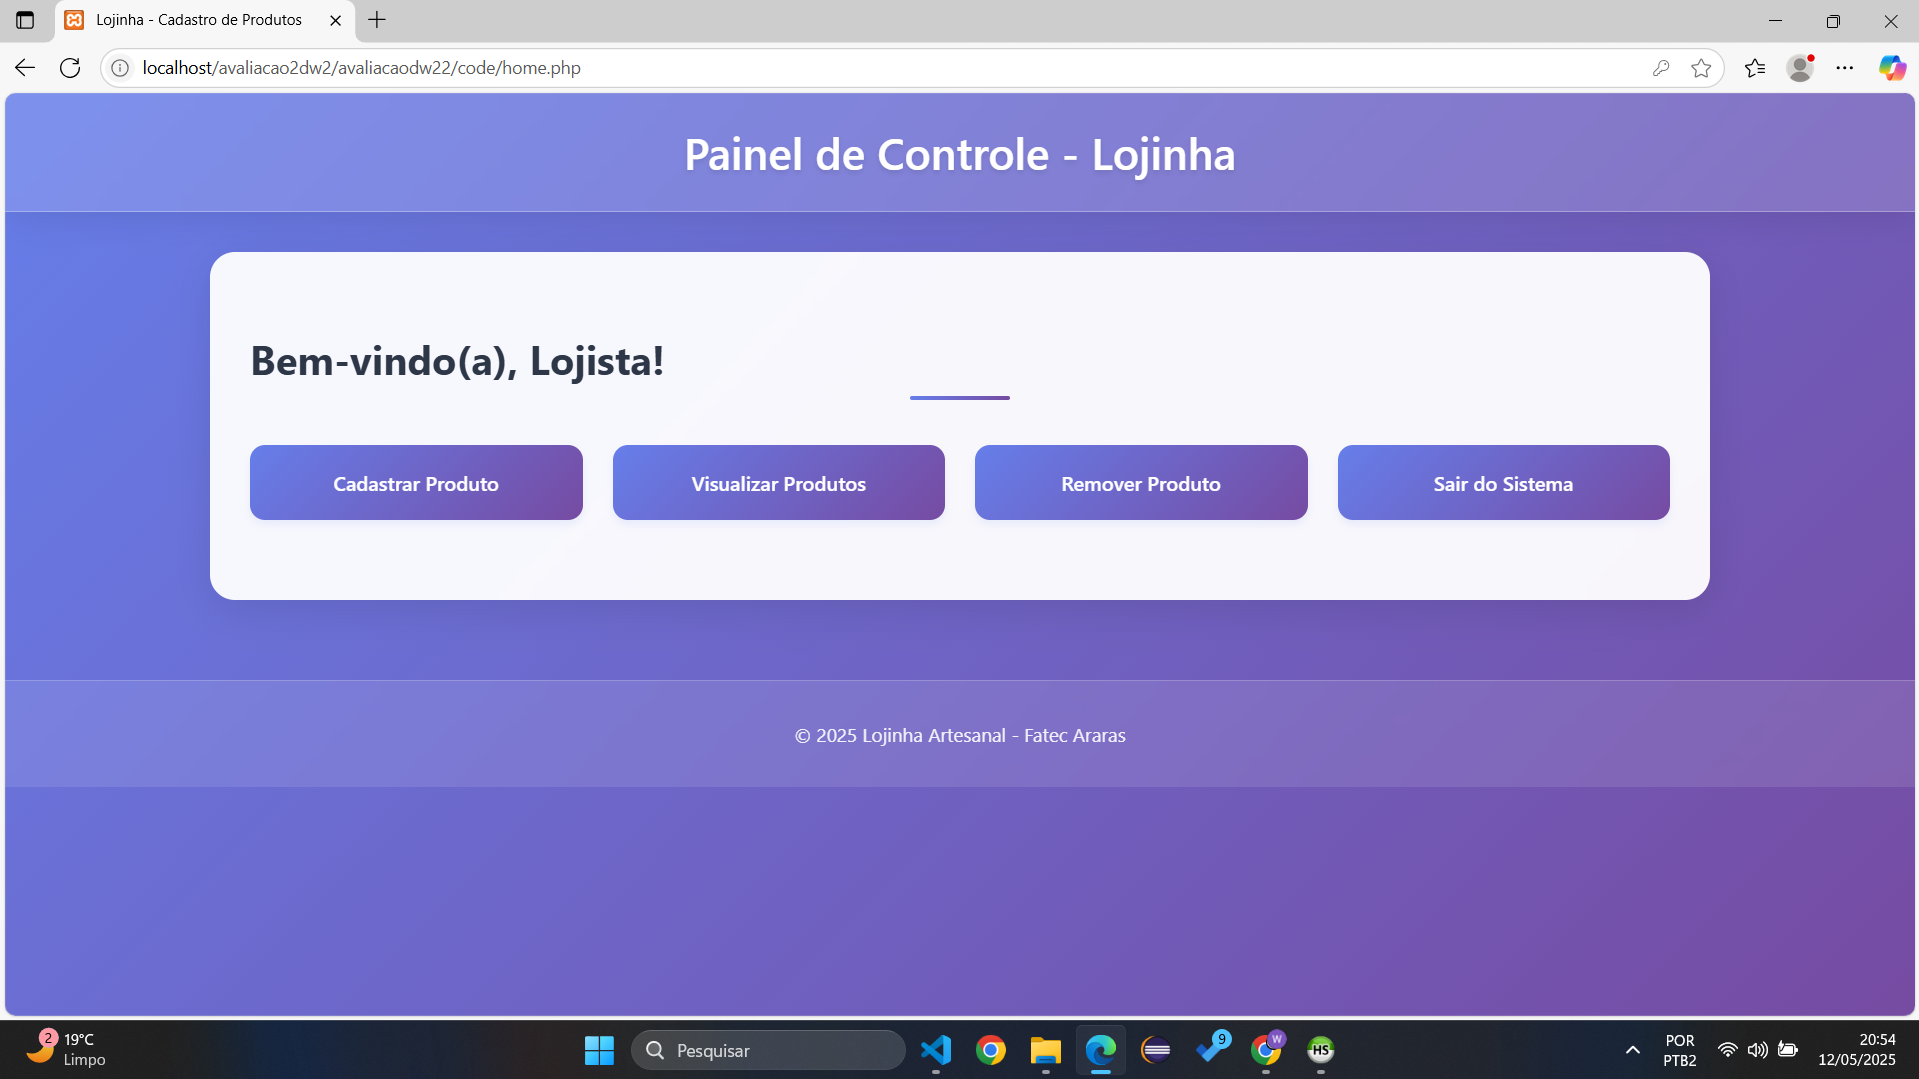 Lojinha - Cadastro de Produtos
localhost/avaliacao2dw2/avaliacaodw22/code/home.php
Painel de Controle - Lojinha
Bem-vindo(a), Lojista!
Cadastrar Produto
Visualizar Produtos
Remover Produto
Sair do Sistema
© 2025 Lojinha Artesanal - Fatec Araras
2
19°C
Limpo
Pesquisar
9
W
HS
POR
PTB2
20:54
12/05/2025